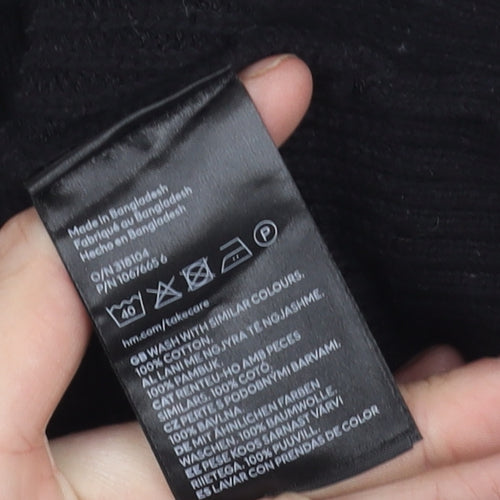 Made in Bangladesh
Fabriqué au Bangladesh
Hecho en Bangladesh
O/N 318104
P/N 1067665 6
40
P
hm.com/takecare
GB WASH WITH SIMILAR COLOURS.
100% COTTON.
AL LANI ME NGJYRA TË NGJASHME.
100% PAMBUK.
CAT RENTEU-HO AMB PECES
SIMILARS. 100% COTÓ.
CZ PERTE S PODOBNÝMI BARVAMI.
100% BAVLNA.
DE MIT ÄHNLICHEN FARBEN
WASCHEN. 100% BAUMWOLLE.
EE PESE KOOS SARNAST VÄRVI
RIIETEGA. 100% PUUVILL.
ES LAVAR CON PRENDAS DE COLOR